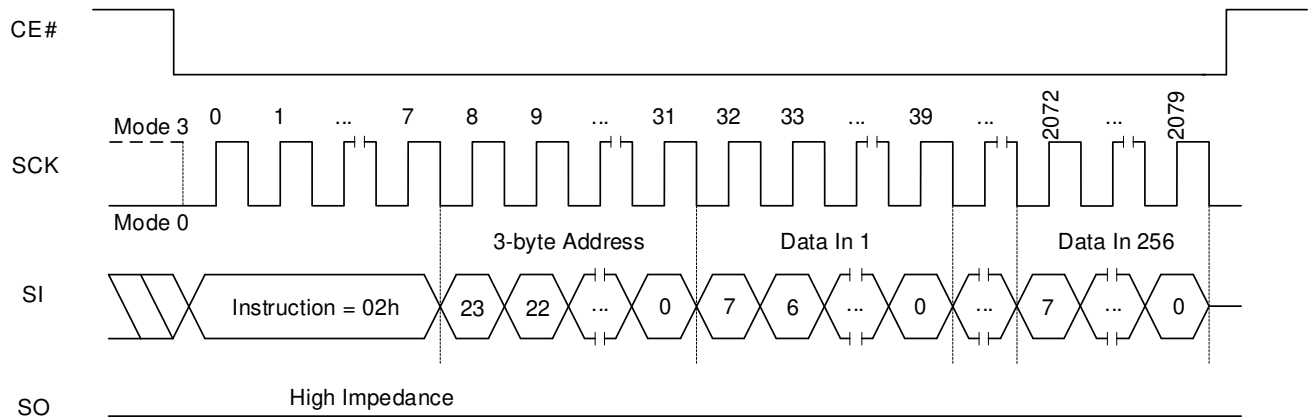 CE#
Mode 3
0 1 ... 7 8 9 ... 31 32 33 ... 39 ... 2072 ... 2079
SCK
Mode 0
3-byte Address Data In 1 Data In 256
SI Instruction = 02h 23 22 ... 0 7 6 ... 0 ... 7 ... 0
High Impedance
SO